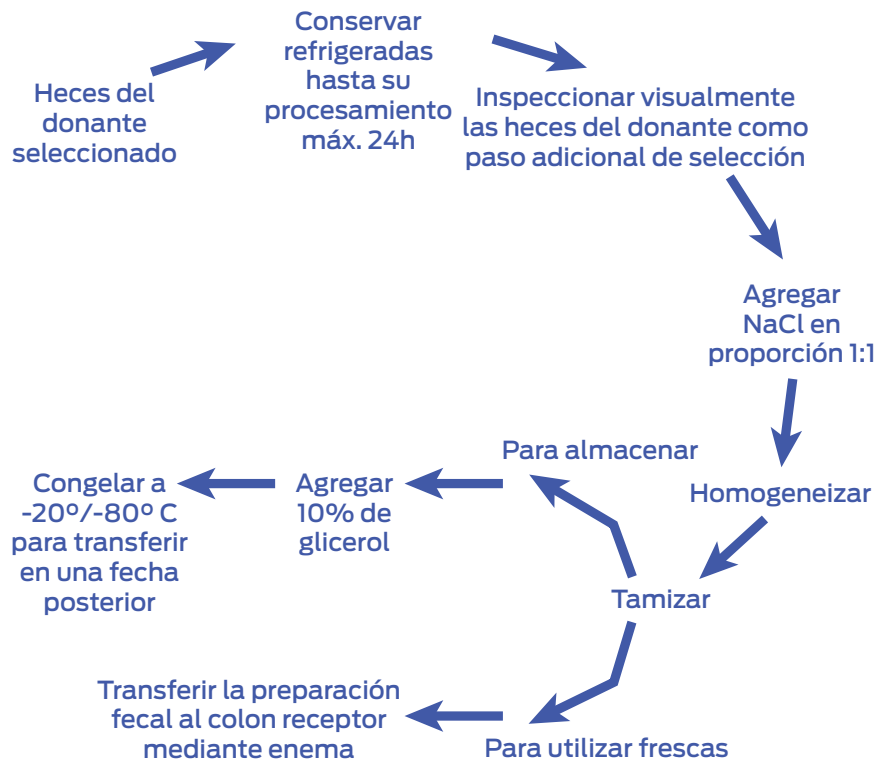 Heces del
donante
seleccionado
Conservar
refrigeradas
hasta su
procesamiento
máx. 24h
Inspeccionar visualmente
las heces del donante como
paso adicional de selección
Agregar
NaCl en
proporción 1:1
Homogeneizar
Tamizar
Para almacenar
Agregar
10% de
glicerol
Congelar a
-20º/-80º C
para transferir
en una fecha
posterior
Para utilizar frescas
Transferir la preparación
fecal al colon receptor
mediante enema